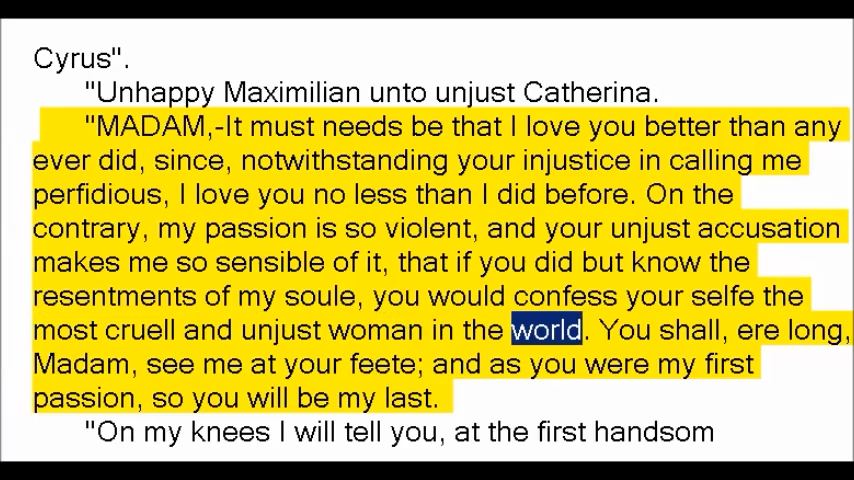 Cyrus".
"Unhappy Maximilian unto unjust Catherina.
"MADAM,-It must needs be that I love you better than any
ever did, since, notwithstanding your injustice in calling me
perfidious, I love you no less than I did before. On the
contrary, my passion is so violent, and your unjust accusation
makes me so sensible of it, that if you did but know the
resentments of my soule, you would confess your selfe the
most cruell and unjust woman in the world. You shall, ere long,
Madam, see me at your feete; and as you were my first
passion, so you will be my last.
"On my knees I will tell you, at the first handsom